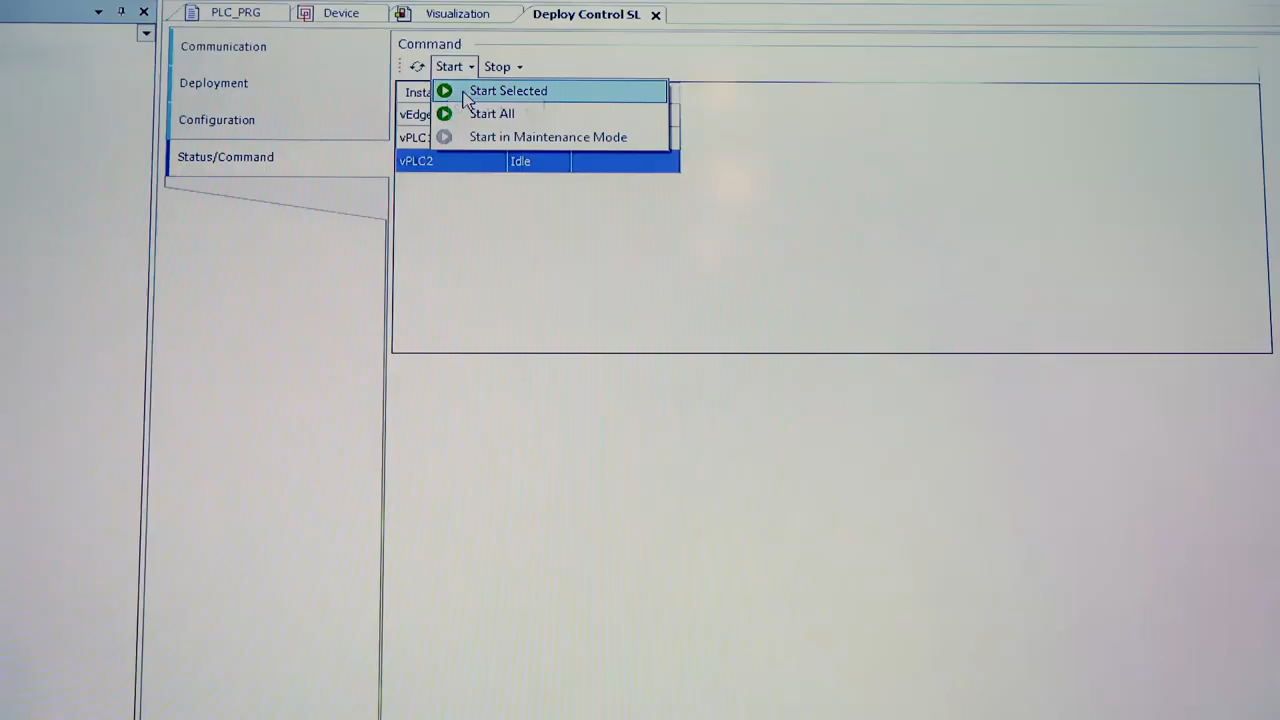 PLC_PRG Device Visualization Deploy Control SL
Communication
Deployment
Configuration
Status/Command
Command
Start Stop
Start Selected
Start All
Start in Maintenance Mode
vPLC2 Idle